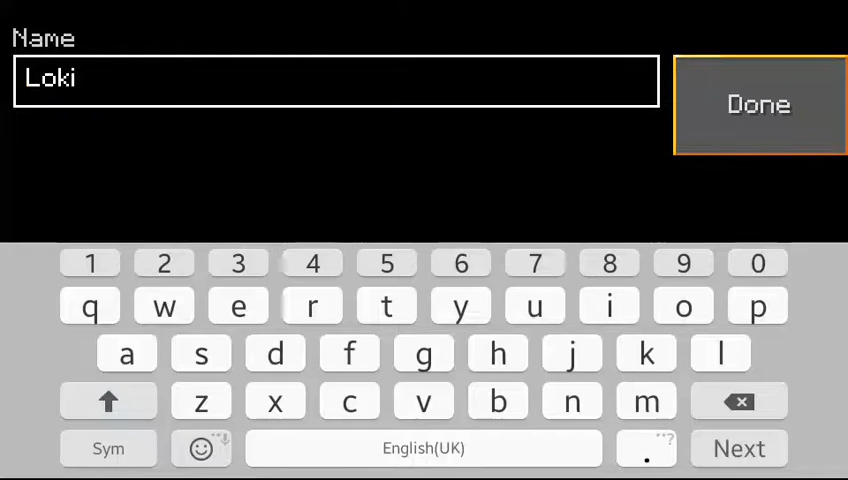 Name
Loki
Done
1 2 3 4 5 6 7 8 9 0
q w e r t y u i o p
a s d f g h j k l
z x c v b n m
Sym English(UK) . ? Next